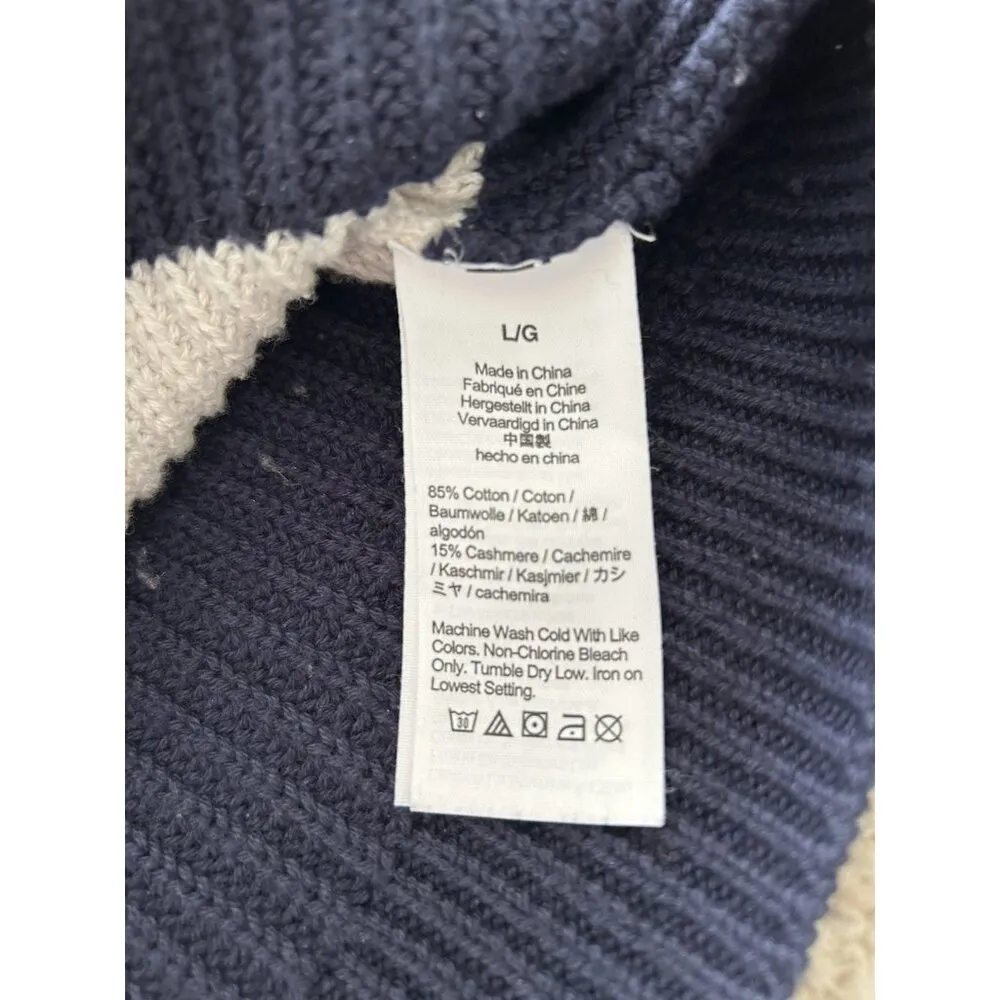 L/G
Made in China
Fabriqué en Chine
Hergestellt in China
Vervaardigd in China
中国製
hecho en china
85% Cotton / Coton /
Baumwolle / Katoen / 綿 /
algodón
15% Cashmere / Cachemire
/ Kaschmir / Kasjmier / カシ
ミヤ / cachemira
Machine Wash Cold With Like
Colors. Non-Chlorine Bleach
Only. Tumble Dry Low. Iron on
Lowest Setting.
30